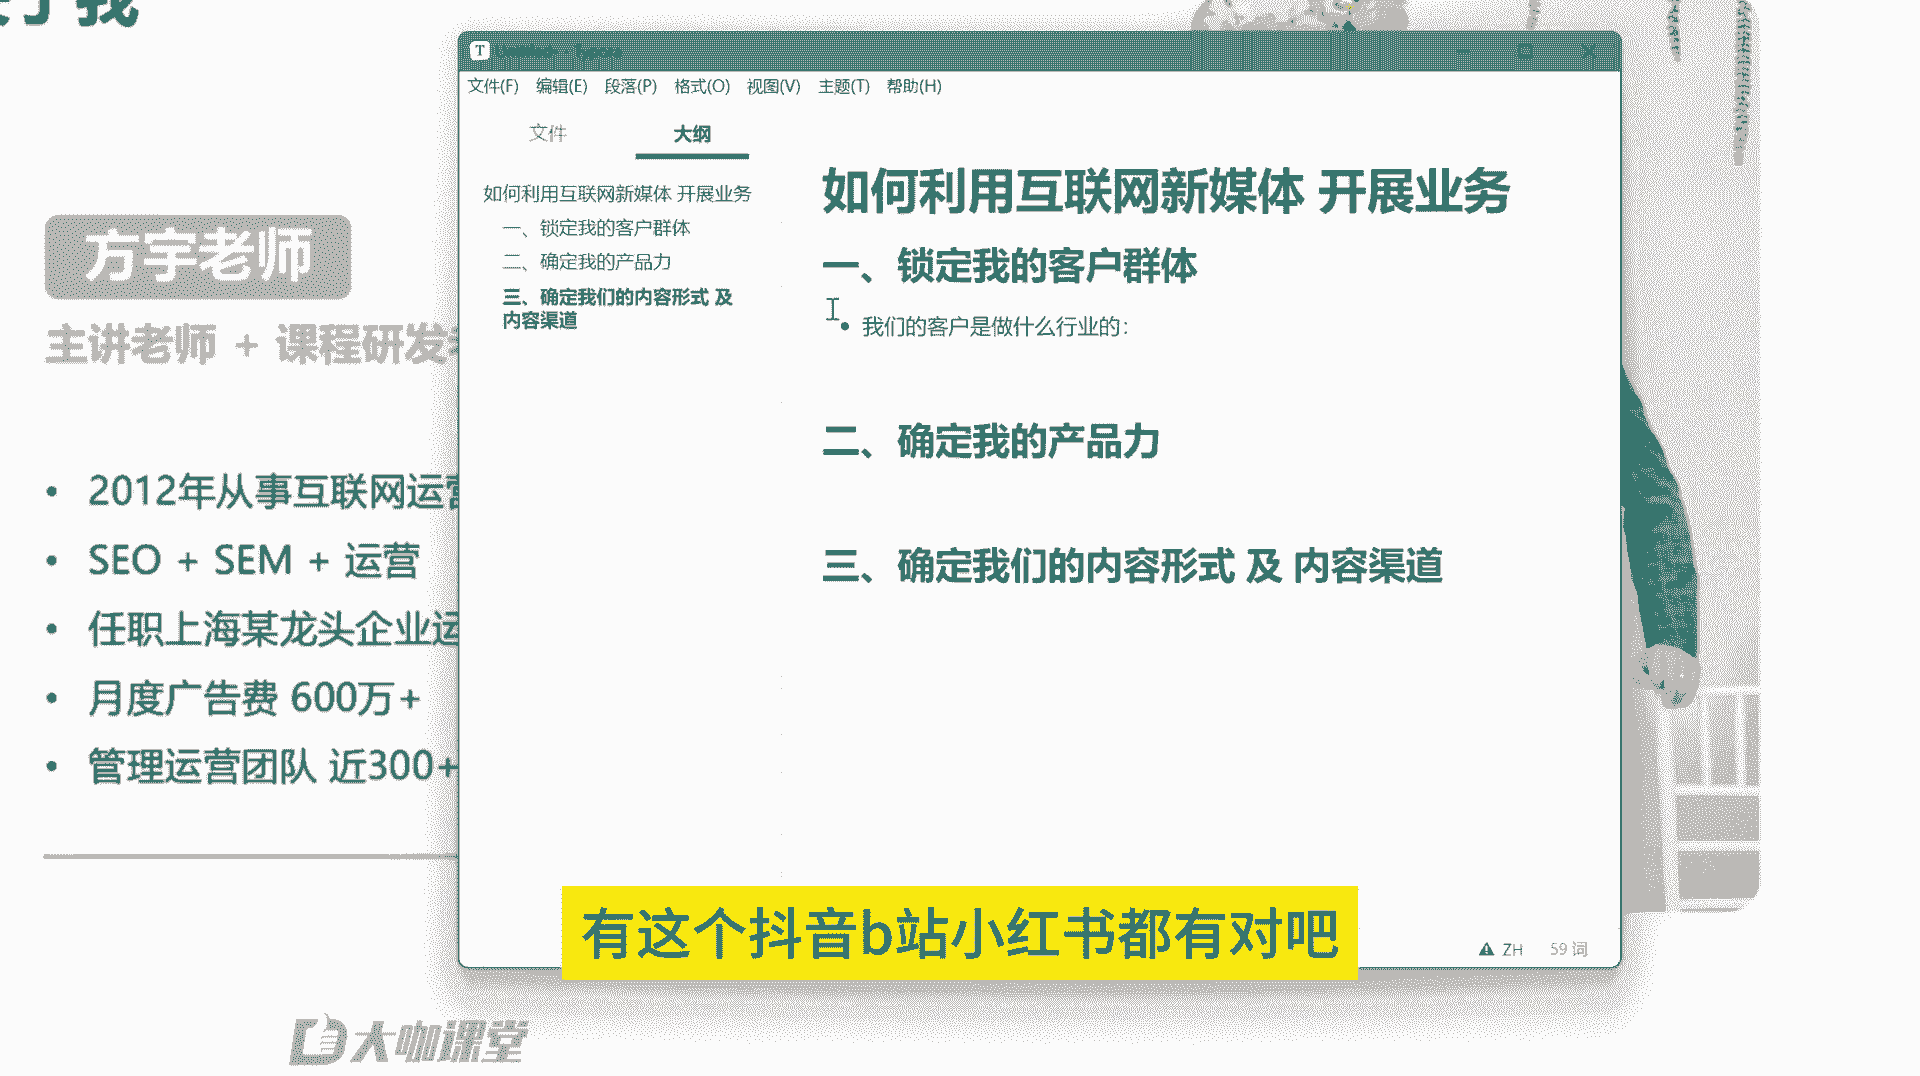 我
方宇老师
主讲老师 + 课程研发
2012年从事互联网运营
SEO + SEM + 运营
任职上海某龙头企业运
月度广告费 600万+
管理运营团队 近300+
大咖课堂
T
文件(F) 编辑(E) 段落(P) 格式(O) 视图(V) 主题(T) 帮助(H)
文件 大纲
如何利用互联网新媒体 开展业务
一、锁定我的客户群体
二、确定我的产品力
三、确定我们的内容形式 及
内容渠道
如何利用互联网新媒体 开展业务
一、锁定我的客户群体
我们的客户是做什么行业的：
二、确定我的产品力
三、确定我们的内容形式 及 内容渠道
ZH 59 词
有这个抖音b站小红书都有对吧